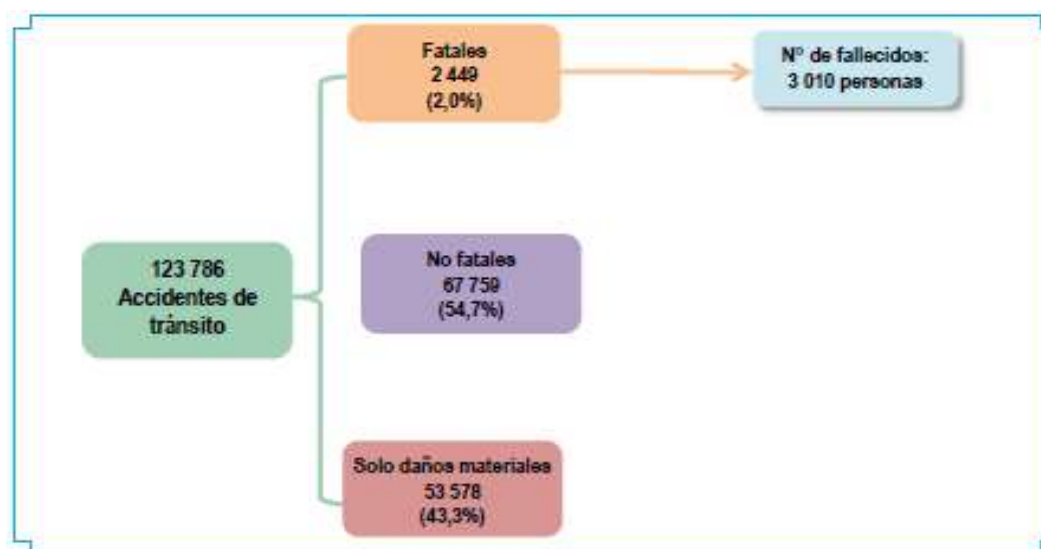 Fatales
2 449
(2,0%)
N° de fallecidos:
3 010 personas
No fatales
67 759
(54,7%)
123 786
Accidentes de
tránsito
Solo daños materiales
53 578
(43,3%)